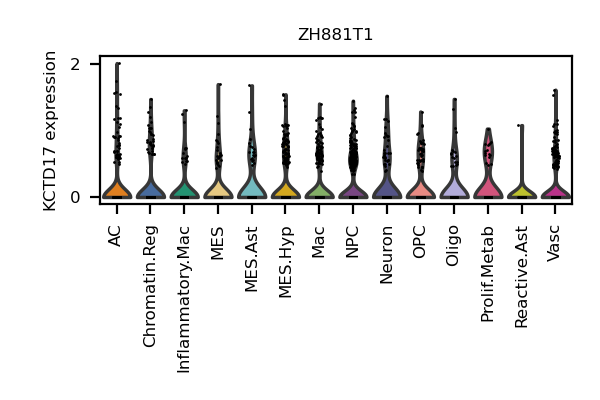 ZH881T1
KCTD17 expression
2
0
AC
Chromatin.Reg
Inflammatory.Mac
MES
MES.Ast
MES.Hyp
Mac
NPC
Neuron
OPC
Oligo
Prolif.Metab
Reactive.Ast
Vasc